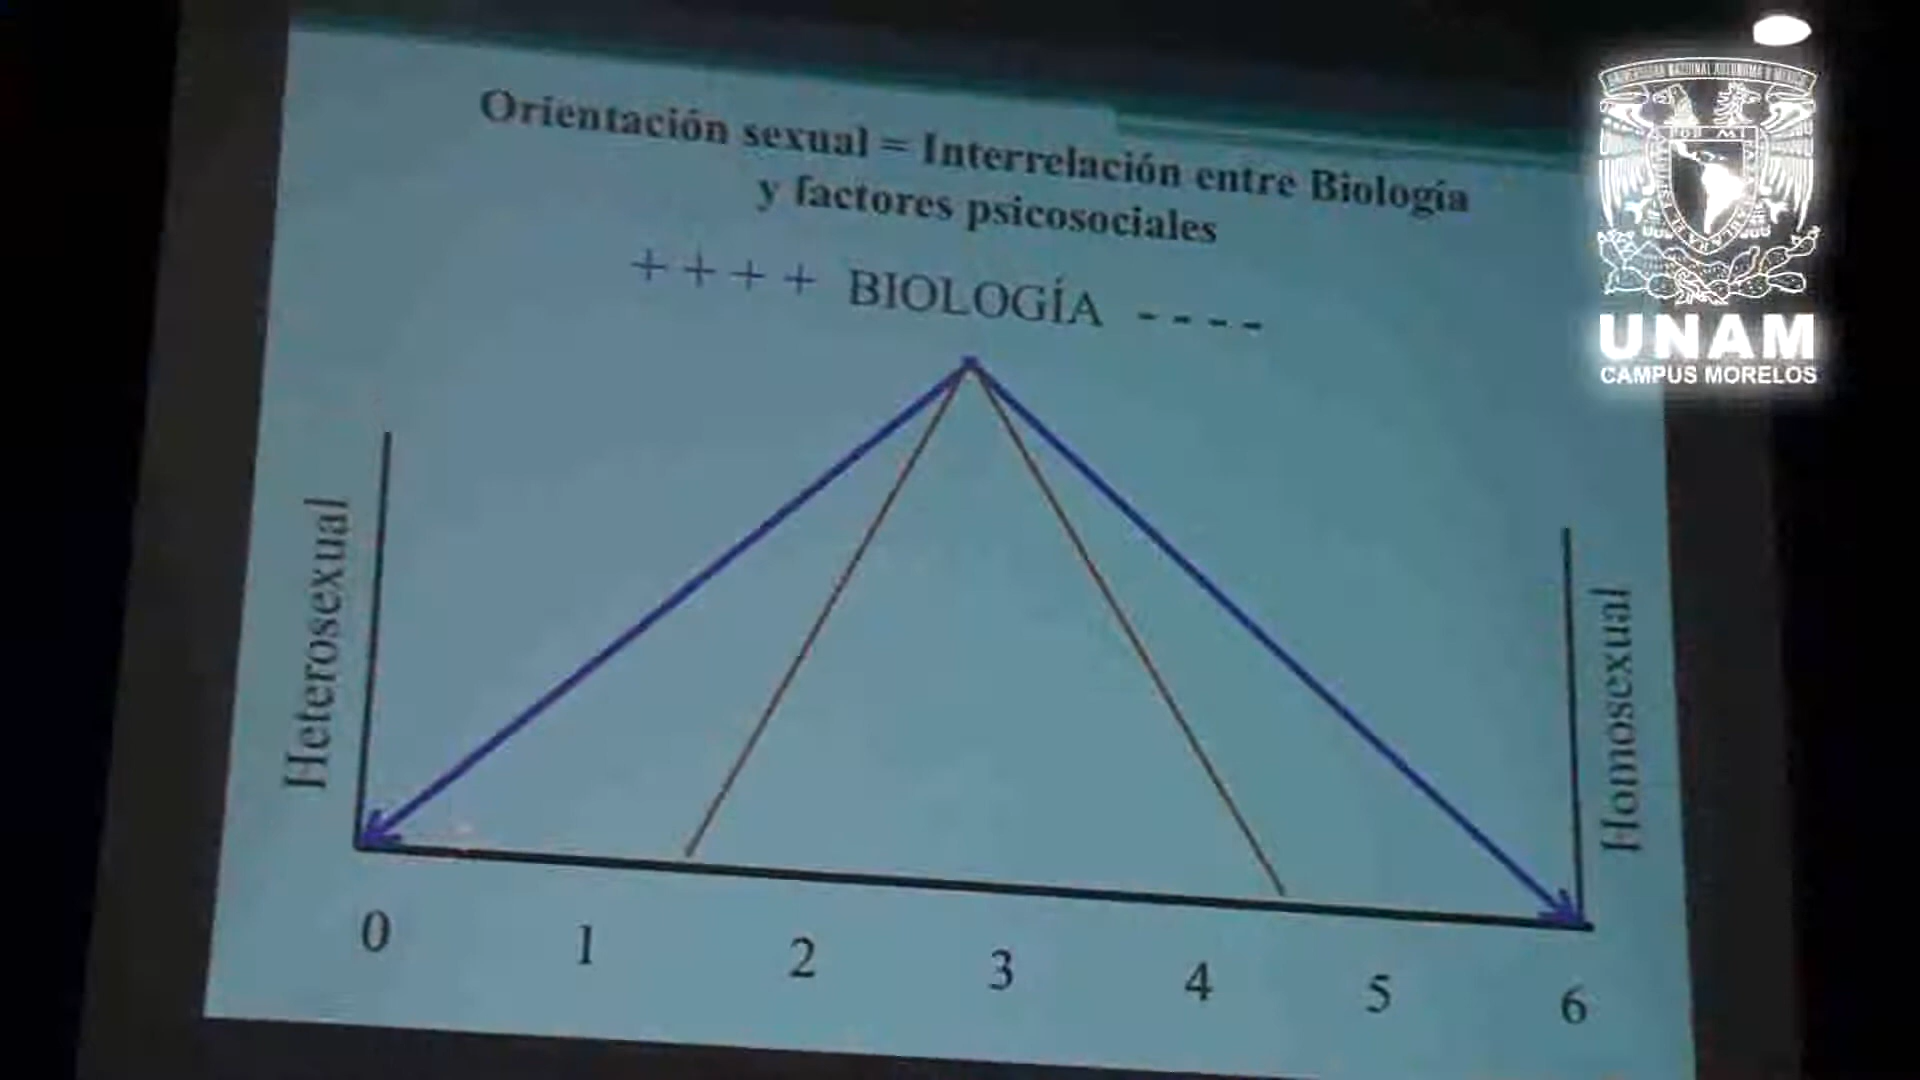 Orientación sexual = Interrelación entre Biología
y factores psicosociales
++++ BIOLOGÍA ----
Heterosexual
Homosexual
0 1 2 3 4 5 6
UNAM
CAMPUS MORELOS